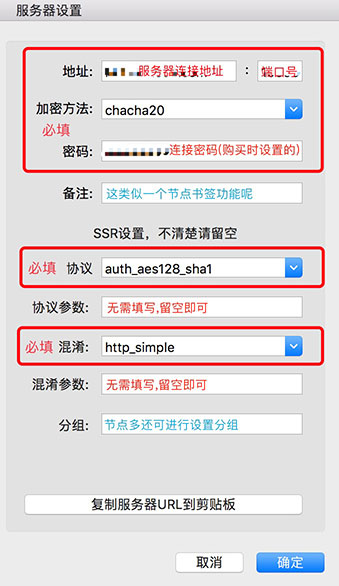 服务器设置
地址: 服务器连接地址 : 端口号
加密方法: chacha20
必填
密码: 连接密码(购买时设置的)
备注: 这类似一个节点书签功能呢
SSR设置，不清楚请留空
必填 协议 auth_aes128_sha1
协议参数: 无需填写,留空即可
必填 混淆: http_simple
混淆参数: 无需填写,留空即可
分组: 节点多还可进行设置分组
复制服务器URL到剪贴板
取消 确定